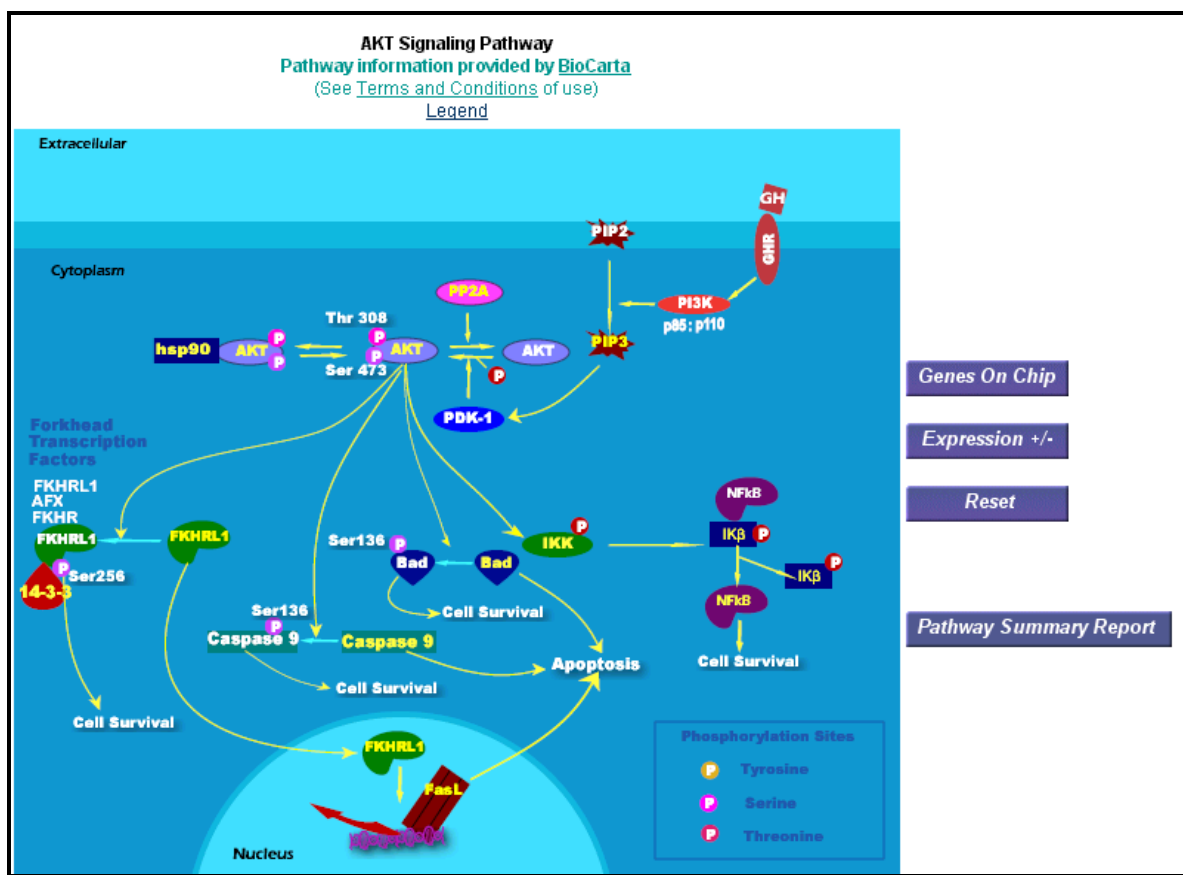 AKT Signaling Pathway
Pathway information provided by BioCarta
(See Terms and Conditions of use)
Legend
Extracellular
GH
GHR
PIP2
Cytoplasm
PP2A
PI3K
p85:p110
Thr 308
P
P
hsp90
AKT
P
P
AKT
AKT
PIP3
Ser 473
P
PDK-1
Genes On Chip
Forkhead
Transcription
Factors
Expression +/-
FKHRL1
AFX
FKHR
NFkB
Reset
FKHRL1
FKHRL1
Ser136
P
Bad
Bad
IKK
P
IKβ
P
P
Ser256
14-3-3
IKβ
P
NFkB
Cell Survival
Ser136
P
Caspase 9
Caspase 9
Pathway Summary Report
Apoptosis
Cell Survival
Cell Survival
Cell Survival
FKHRL1
FasL
Nucleus
Phosphorylation Sites
P Tyrosine
P Serine
P Threonine